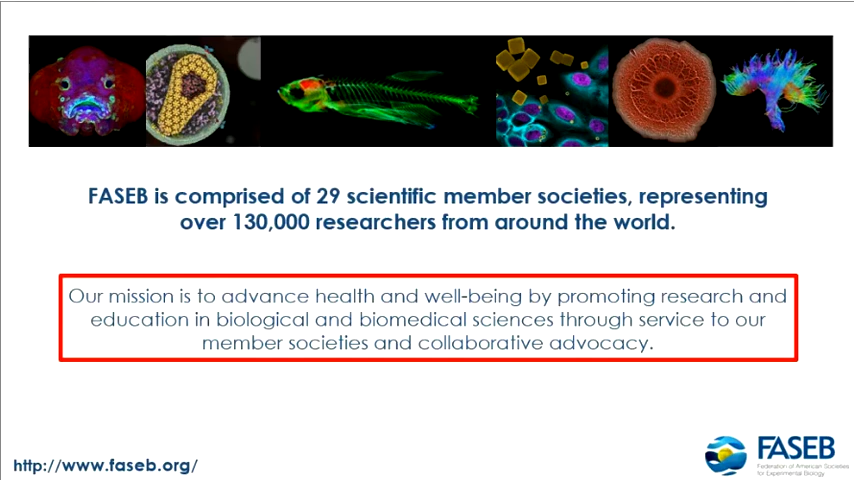 FASEB is comprised of 29 scientific member societies, representing
over 130,000 researchers from around the world.
Our mission is to advance health and well-being by promoting research and
education in biological and biomedical sciences through service to our
member societies and collaborative advocacy.
http://www.faseb.org/
FASEB
Federation of American Societies
for Experimental Biology